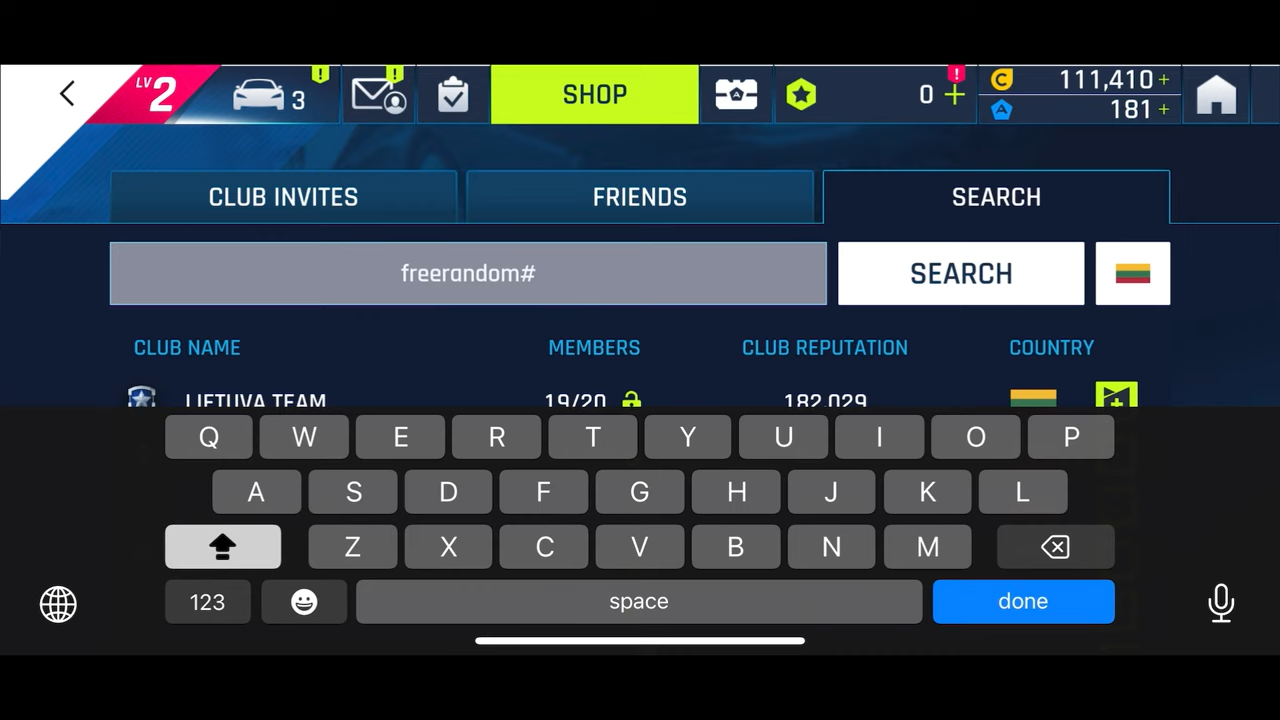 LV 2
3
SHOP
0
111,410 +
181 +
CLUB INVITES
FRIENDS
SEARCH
freerandom#
SEARCH
CLUB NAME
MEMBERS
CLUB REPUTATION
COUNTRY
LIETUVA TEAM
19/20
182,029
Q W E R T Y U I O P
A S D F G H J K L
Z X C V B N M
123
space
done